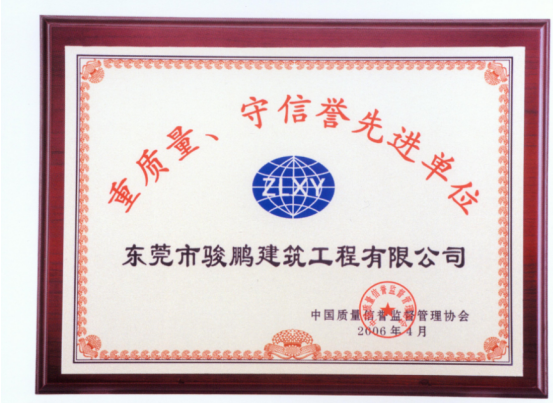 重质量、守信誉先进单位
ZLXY
东莞市骏鹏建筑工程有限公司
中国质量信誉监督管理协会
2006年4月